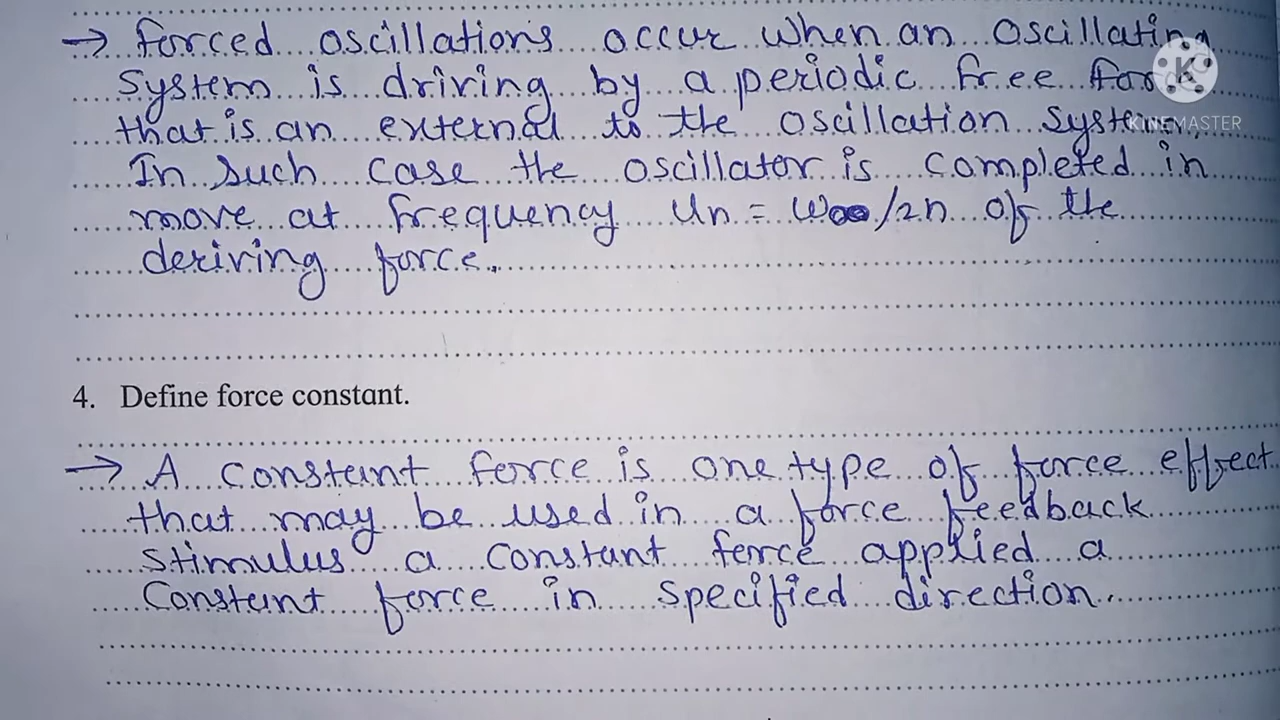 → Forced oscillations occur when an oscillating
System is driving by a periodic free
that is an external to the oscillation system.
In such case the oscillator is completed in
move at frequency Un = W /2n of the
deriving force.
4. Define force constant.
→ A constant force is one type of force effect
that may be used in a force feedback
stimulus a constant force applied a
Constant force in specified direction.
K
KINEMASTER